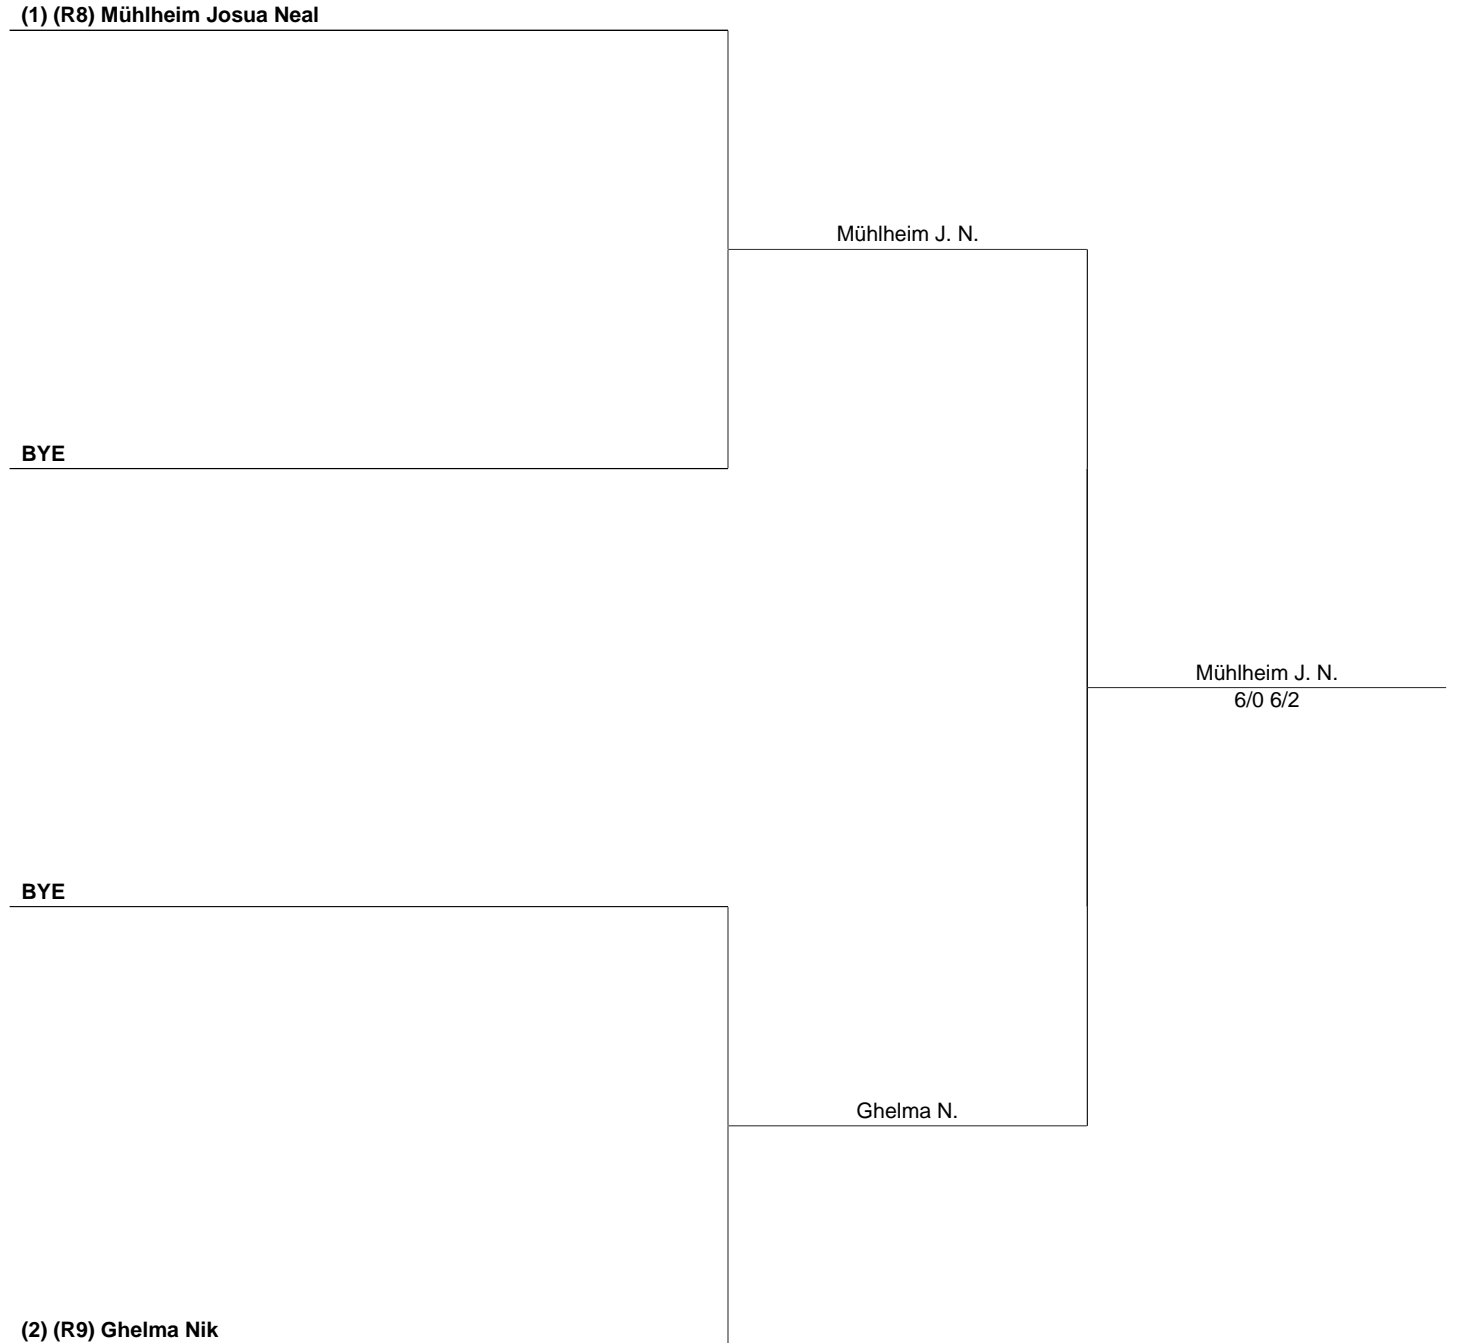 (1) (R8) Mühlheim Josua Neal
Mühlheim J. N.
BYE
Mühlheim J. N.
6/0 6/2
BYE
Ghelma N.
(2) (R9) Ghelma Nik